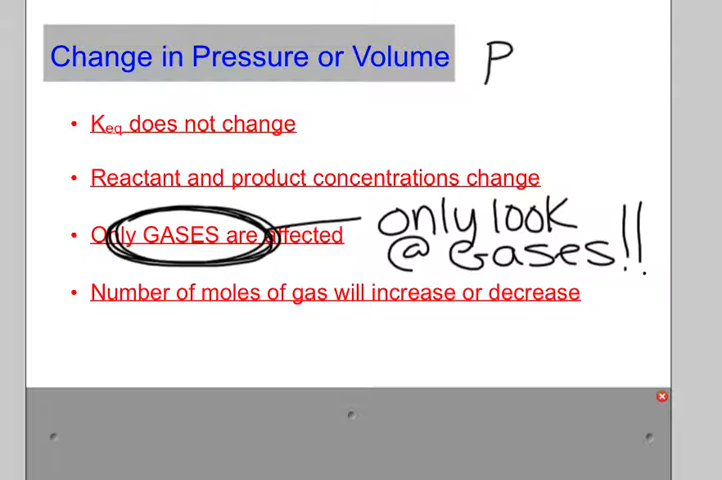 Change in Pressure or Volume P
• Keq does not change
• Reactant and product concentrations change
• Only GASES are affected
only look
@ Gases!!
• Number of moles of gas will increase or decrease